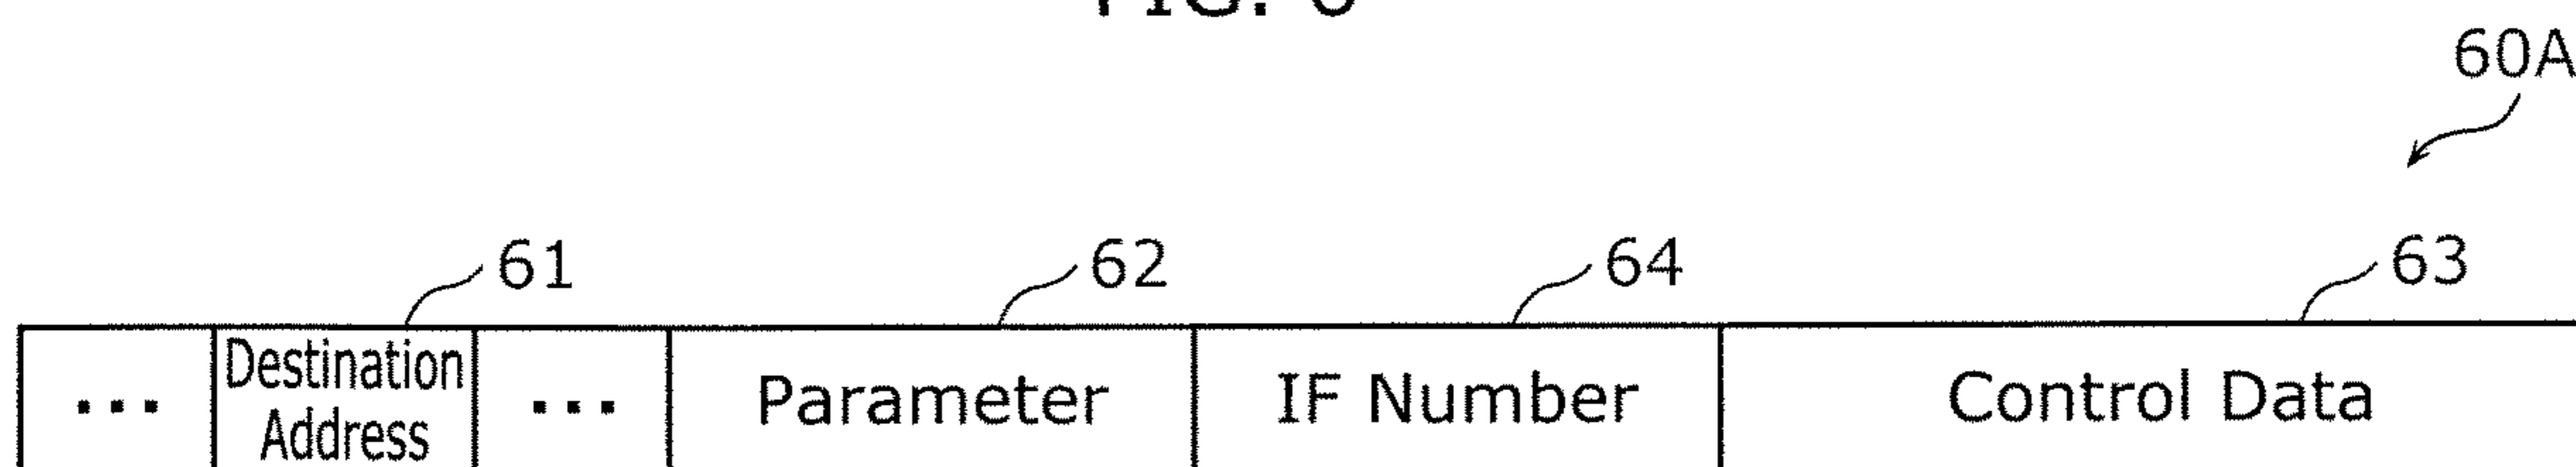 60A
61 62 64 63
... Destination Address ... Parameter IF Number Control Data